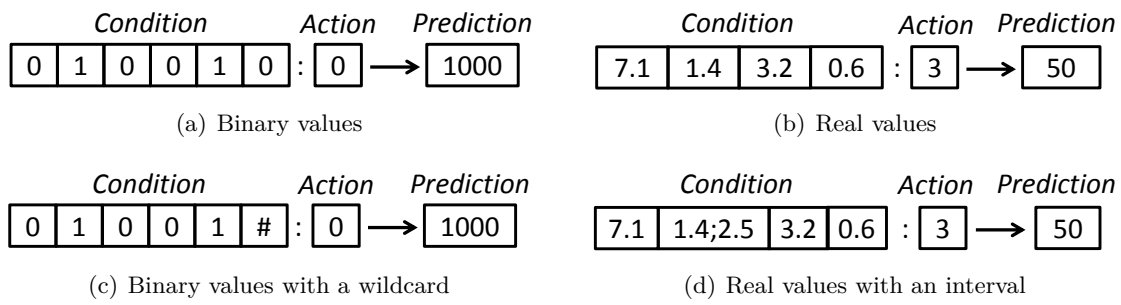 Condition Action Prediction
0 1 0 0 1 0 : 0 1000
(a) Binary values
Condition Action Prediction
7.1 1.4 3.2 0.6 : 3 50
(b) Real values
Condition Action Prediction
0 1 0 0 1 # : 0 1000
(c) Binary values with a wildcard
Condition Action Prediction
7.1 1.4;2.5 3.2 0.6 : 3 50
(d) Real values with an interval